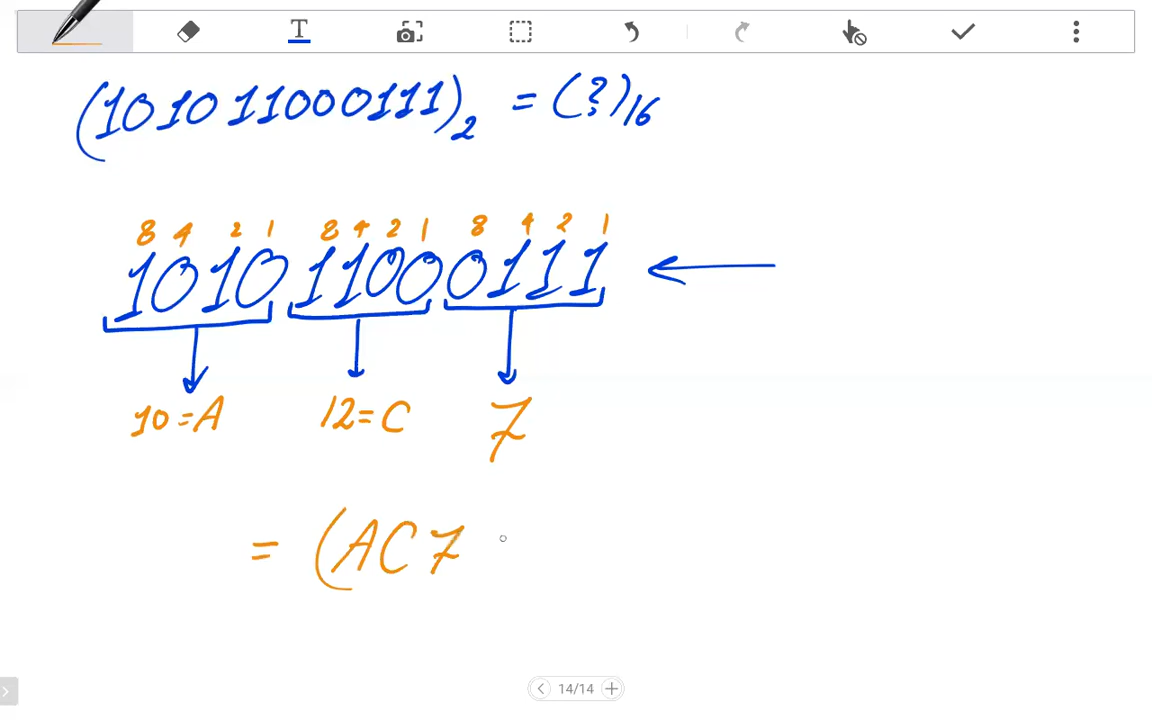 T
(101011000111)₂ = (?)₁₆
8 4 2 1 8 4 2 1 8 4 2 1
1010 1100 0111
10=A 12=C 7
= (AC7
14/14